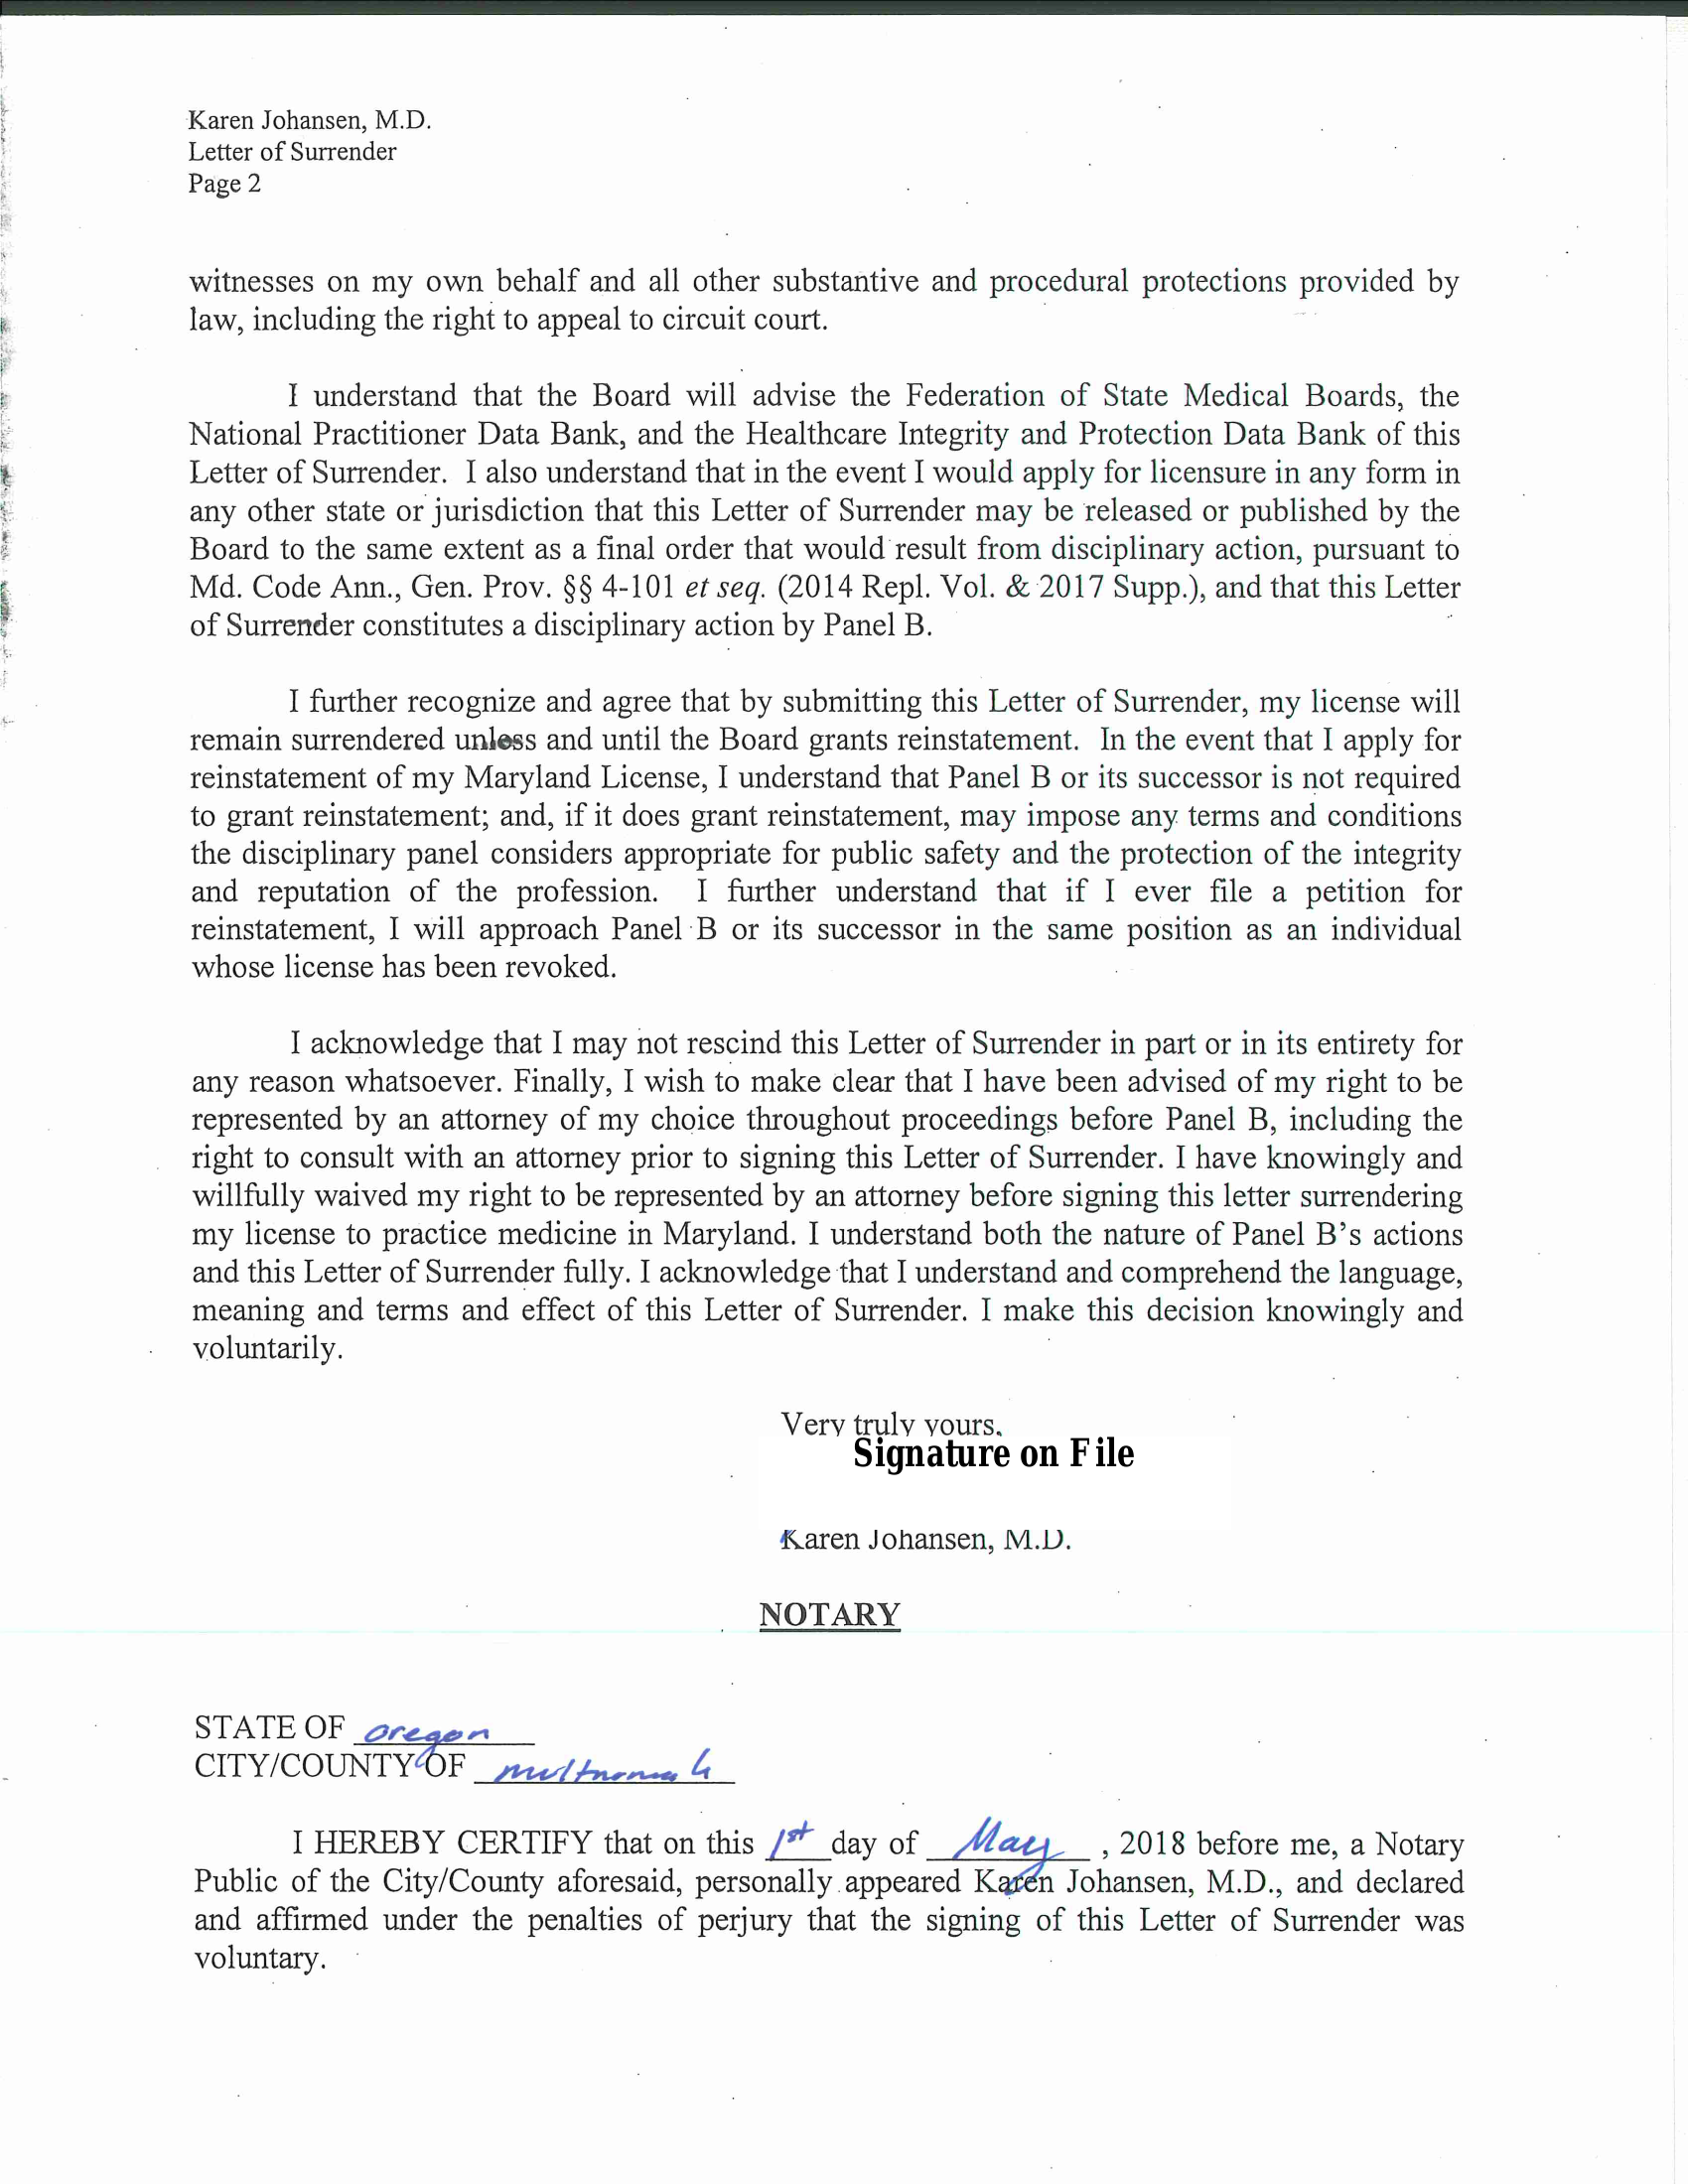 Karen Johansen, M.D.
Letter of Surrender
Page 2
witnesses on my own behalf and all other substantive and procedural protections provided by
law, including the right to appeal to circuit court.
I understand that the Board will advise the Federation of State Medical Boards, the
National Practitioner Data Bank, and the Healthcare Integrity and Protection Data Bank of this
Letter of Surrender. I also understand that in the event I would apply for licensure in any form in
any other state or jurisdiction that this Letter of Surrender may be released or published by the
Board to the same extent as a final order that would result from disciplinary action, pursuant to
Md. Code Ann., Gen. Prov. §§ 4-101 et seq. (2014 Repl. Vol. & 2017 Supp.), and that this Letter
of Surrender constitutes a disciplinary action by Panel B.
I further recognize and agree that by submitting this Letter of Surrender, my license will
remain surrendered unless and until the Board grants reinstatement. In the event that I apply for
reinstatement of my Maryland License, I understand that Panel B or its successor is not required
to grant reinstatement; and, if it does grant reinstatement, may impose any terms and conditions
the disciplinary panel considers appropriate for public safety and the protection of the integrity
and reputation of the profession. I further understand that if I ever file a petition for
reinstatement, I will approach Panel B or its successor in the same position as an individual
whose license has been revoked.
I acknowledge that I may not rescind this Letter of Surrender in part or in its entirety for
any reason whatsoever. Finally, I wish to make clear that I have been advised of my right to be
represented by an attorney of my choice throughout proceedings before Panel B, including the
right to consult with an attorney prior to signing this Letter of Surrender. I have knowingly and
willfully waived my right to be represented by an attorney before signing this letter surrendering
my license to practice medicine in Maryland. I understand both the nature of Panel B's actions
and this Letter of Surrender fully. I acknowledge that I understand and comprehend the language,
meaning and terms and effect of this Letter of Surrender. I make this decision knowingly and
voluntarily.
Very truly yours,
Signature on File
Karen Johansen, M.D.
NOTARY
STATE OF oregon
CITY/COUNTY OF multnomah
I HEREBY CERTIFY that on this 1st day of May, 2018 before me, a Notary
Public of the City/County aforesaid, personally appeared Karen Johansen, M.D., and declared
and affirmed under the penalties of perjury that the signing of this Letter of Surrender was
voluntary.